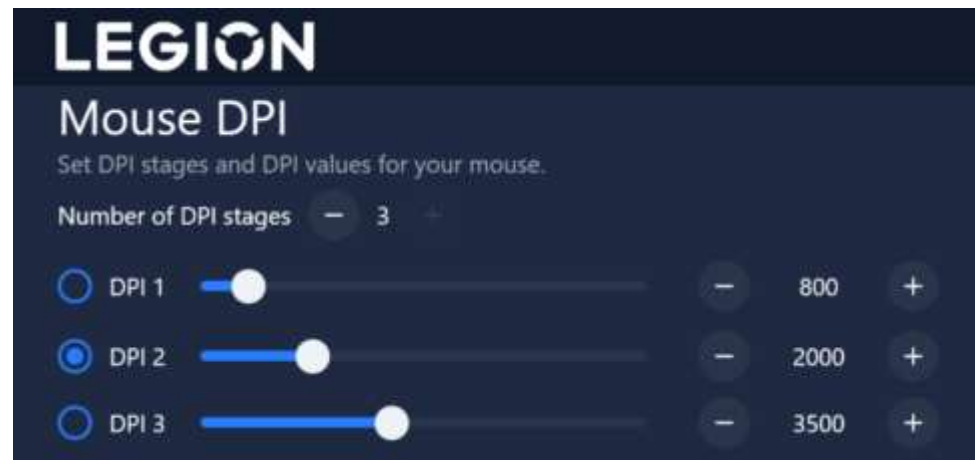 LEGION
Mouse DPI
Set DPI stages and DPI values for your mouse.
Number of DPI stages − 3 +
DPI 1 − 800 +
DPI 2 − 2000 +
DPI 3 − 3500 +